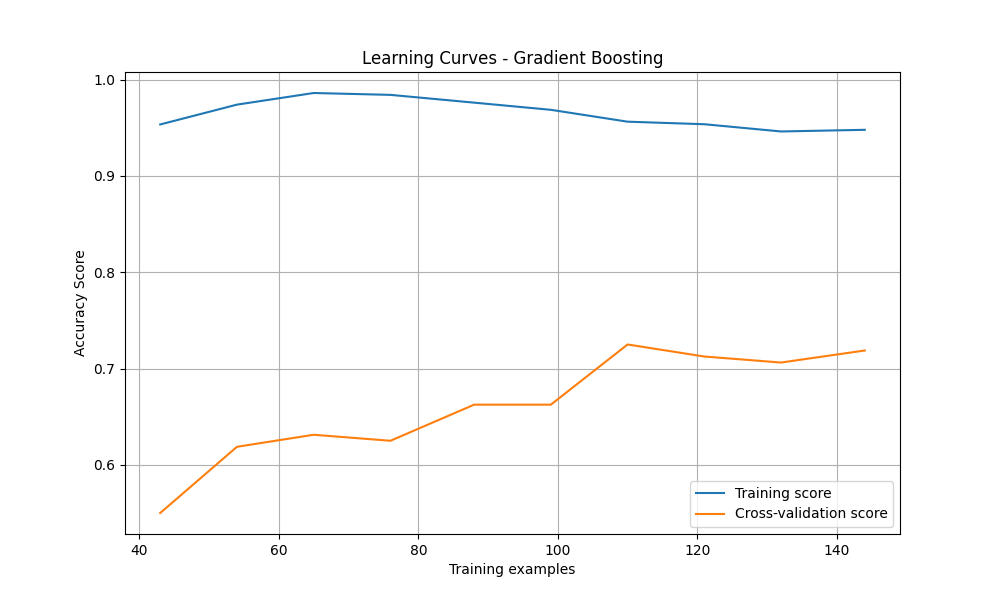 Learning Curves - Gradient Boosting
1.0
0.9
0.8
0.7
0.6
Accuracy Score
Training score
Cross-validation score
40 60 80 100 120 140
Training examples